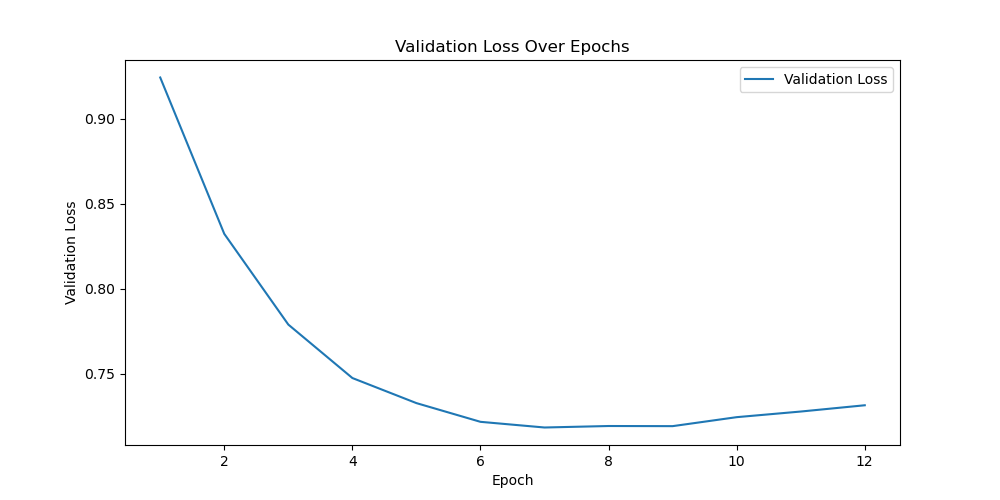 Validation Loss Over Epochs
Validation Loss
0.90
0.85
0.80
0.75
Validation Loss
2 4 6 8 10 12
Epoch